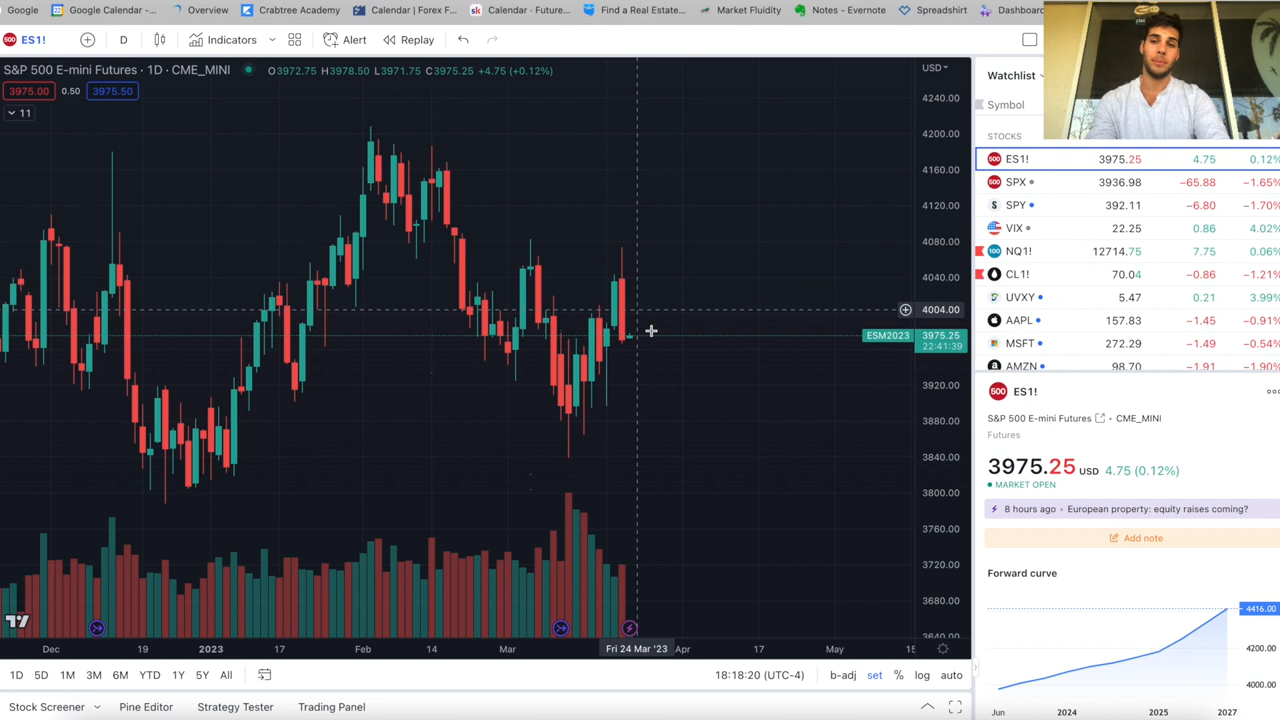 Google Google Calendar -... Overview Crabtree Academy Calendar | Forex F... Calendar - Future... Find a Real Estate... Market Fluidity Notes - Evernote Spreadshirt Dashboard
500 ES1! D Indicators Alert Replay
S&P 500 E-mini Futures · 1D · CME_MINI O3972.75 H3978.50 L3971.75 C3975.25 +4.75 (+0.12%) USD
3975.00 0.50 3975.50
11
4240.00
4200.00
4160.00
4120.00
4080.00
4040.00
4004.00
ESM2023 3975.25
22:41:39
3920.00
3880.00
3840.00
3800.00
3760.00
3720.00
3680.00
3640.00
Dec 19 2023 17 Feb 14 Mar Fri 24 Mar '23 Apr 17 May 15
1D 5D 1M 3M 6M YTD 1Y 5Y All 18:18:20 (UTC-4) b-adj set % log auto
Stock Screener Pine Editor Strategy Tester Trading Panel
Watchlist
Symbol
STOCKS
500 ES1! 3975.25 4.75 0.12%
500 SPX 3936.98 −65.88 −1.65%
S SPY 392.11 −6.80 −1.70%
VIX 22.25 0.86 4.02%
100 NQ1! 12714.75 7.75 0.06%
CL1! 70.04 −0.86 −1.21%
UVXY 5.47 0.21 3.99%
AAPL 157.83 −1.45 −0.91%
MSFT 272.29 −1.49 −0.54%
AMZN 98.70 −1.91 −1.90%
500 ES1!
S&P 500 E-mini Futures · CME_MINI
Futures
3975.25 USD 4.75 (0.12%)
MARKET OPEN
8 hours ago · European property: equity raises coming?
Add note
Forward curve
4416.00
4200.00
4000.00
Jun 2024 2025 2027